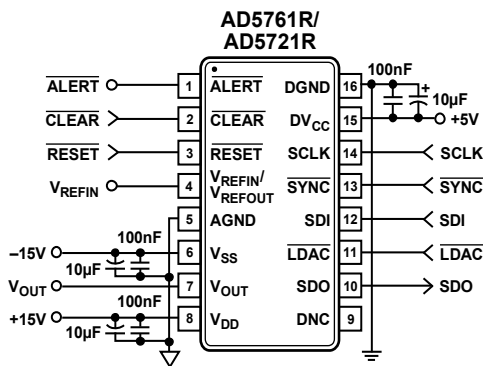 AD5761R/
AD5721R
ALERT 1 ALERT DGND 16 100nF
+
10µF
CLEAR 2 CLEAR DVCC 15 +5V
RESET 3 RESET SCLK 14 SCLK
VREFIN 4 VREFIN/
VREFOUT SYNC 13 SYNC
5 AGND SDI 12 SDI
–15V 100nF
10µF 6 VSS LDAC 11 LDAC
VOUT 7 VOUT SDO 10 SDO
100nF
+15V 10µF 8 VDD DNC 9